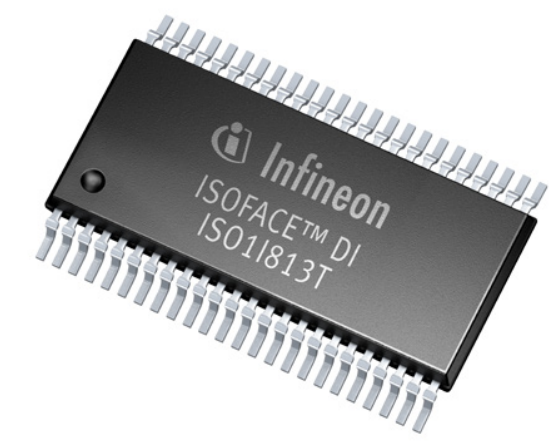 Infineon
ISOFACE™ DI
ISO1I813T